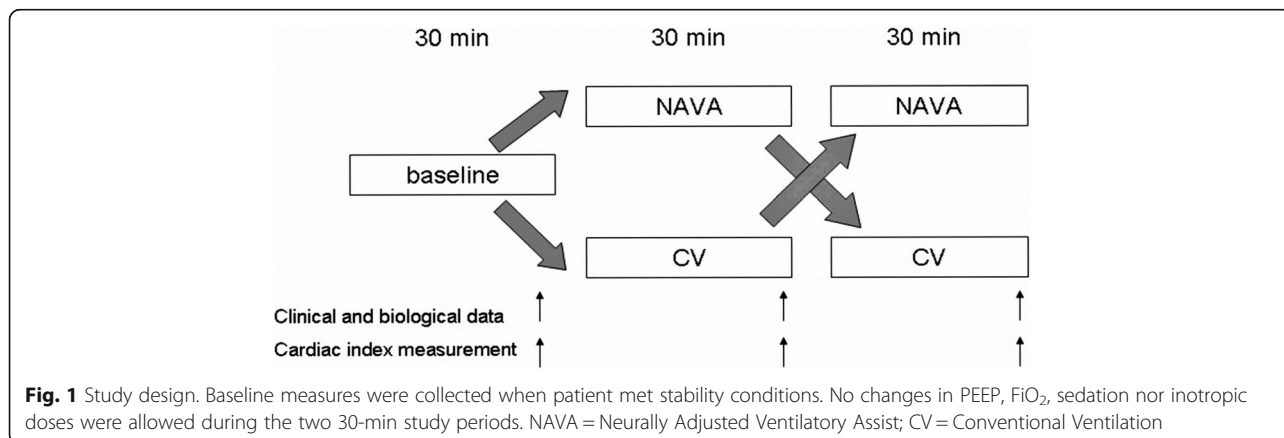 30 min 30 min 30 min
NAVA NAVA
baseline
CV CV
Clinical and biological data
Cardiac index measurement
Fig. 1 Study design. Baseline measures were collected when patient met stability conditions. No changes in PEEP, FiO₂, sedation nor inotropic
doses were allowed during the two 30-min study periods. NAVA = Neurally Adjusted Ventilatory Assist; CV = Conventional Ventilation